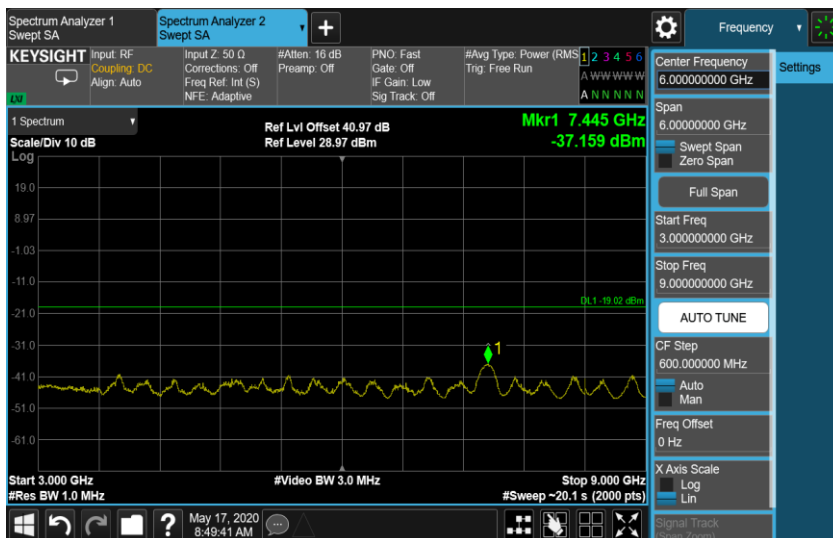 Spectrum Analyzer 1
Swept SA
Spectrum Analyzer 2
Swept SA
Frequency
KEYSIGHT
Input: RF
Coupling: DC
Align: Auto
Input Z: 50 Ω
Corrections: Off
Freq Ref: Int (S)
NFE: Adaptive
#Atten: 16 dB
Preamp: Off
PNO: Fast
Gate: Off
IF Gain: Low
Sig Track: Off
#Avg Type: Power (RMS
Trig: Free Run
1 2 3 4 5 6
A W W W W W
A N N N N N
LXI
Center Frequency
6.000000000 GHz
Settings
Span
6.00000000 GHz
Swept Span
Zero Span
Full Span
Start Freq
3.000000000 GHz
Stop Freq
9.000000000 GHz
AUTO TUNE
CF Step
600.000000 MHz
Auto
Man
Freq Offset
0 Hz
X Axis Scale
Log
Lin
Signal Track
(Span Zoom)
1 Spectrum
Scale/Div 10 dB
Log
Ref Lvl Offset 40.97 dB
Ref Level 28.97 dBm
Mkr1 7.445 GHz
-37.159 dBm
19.0
8.97
-1.03
-11.0
DL1 -19.02 dBm
-21.0
-31.0
1
-41.0
-51.0
-61.0
Start 3.000 GHz
#Res BW 1.0 MHz
#Video BW 3.0 MHz
Stop 9.000 GHz
#Sweep ~20.1 s (2000 pts)
?
May 17, 2020
8:49:41 AM